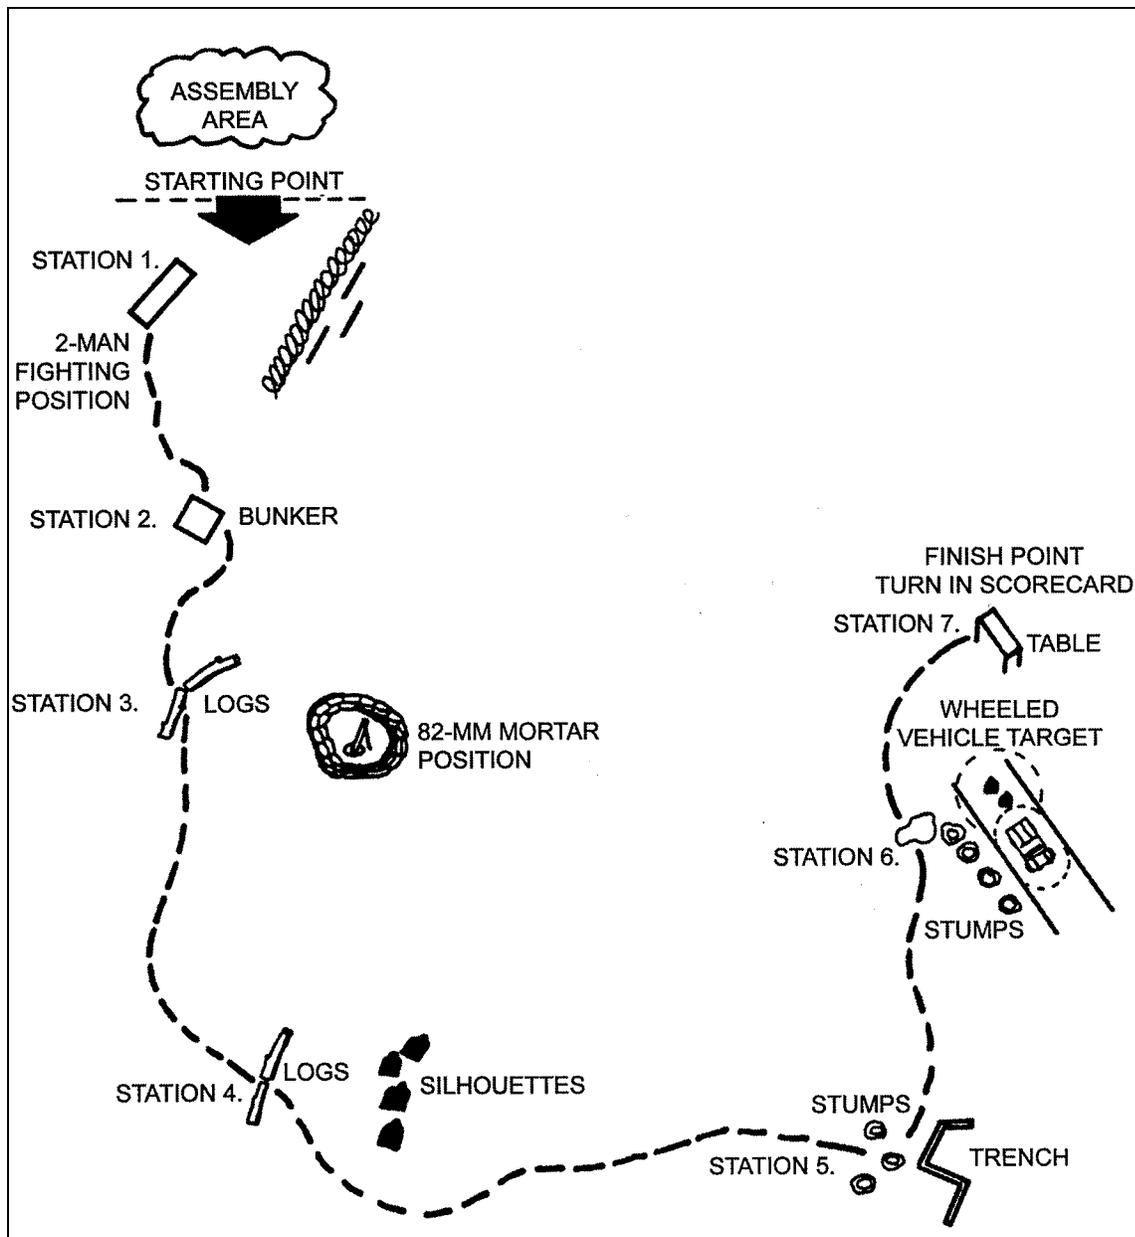 ASSEMBLY
AREA
STARTING POINT
STATION 1.
2-MAN
FIGHTING
POSITION
STATION 2.
BUNKER
STATION 3.
LOGS
82-MM MORTAR
POSITION
STATION 4.
LOGS
SILHOUETTES
STATION 5.
STUMPS
TRENCH
STATION 6.
STUMPS
WHEELED
VEHICLE TARGET
STATION 7.
TABLE
FINISH POINT
TURN IN SCORECARD